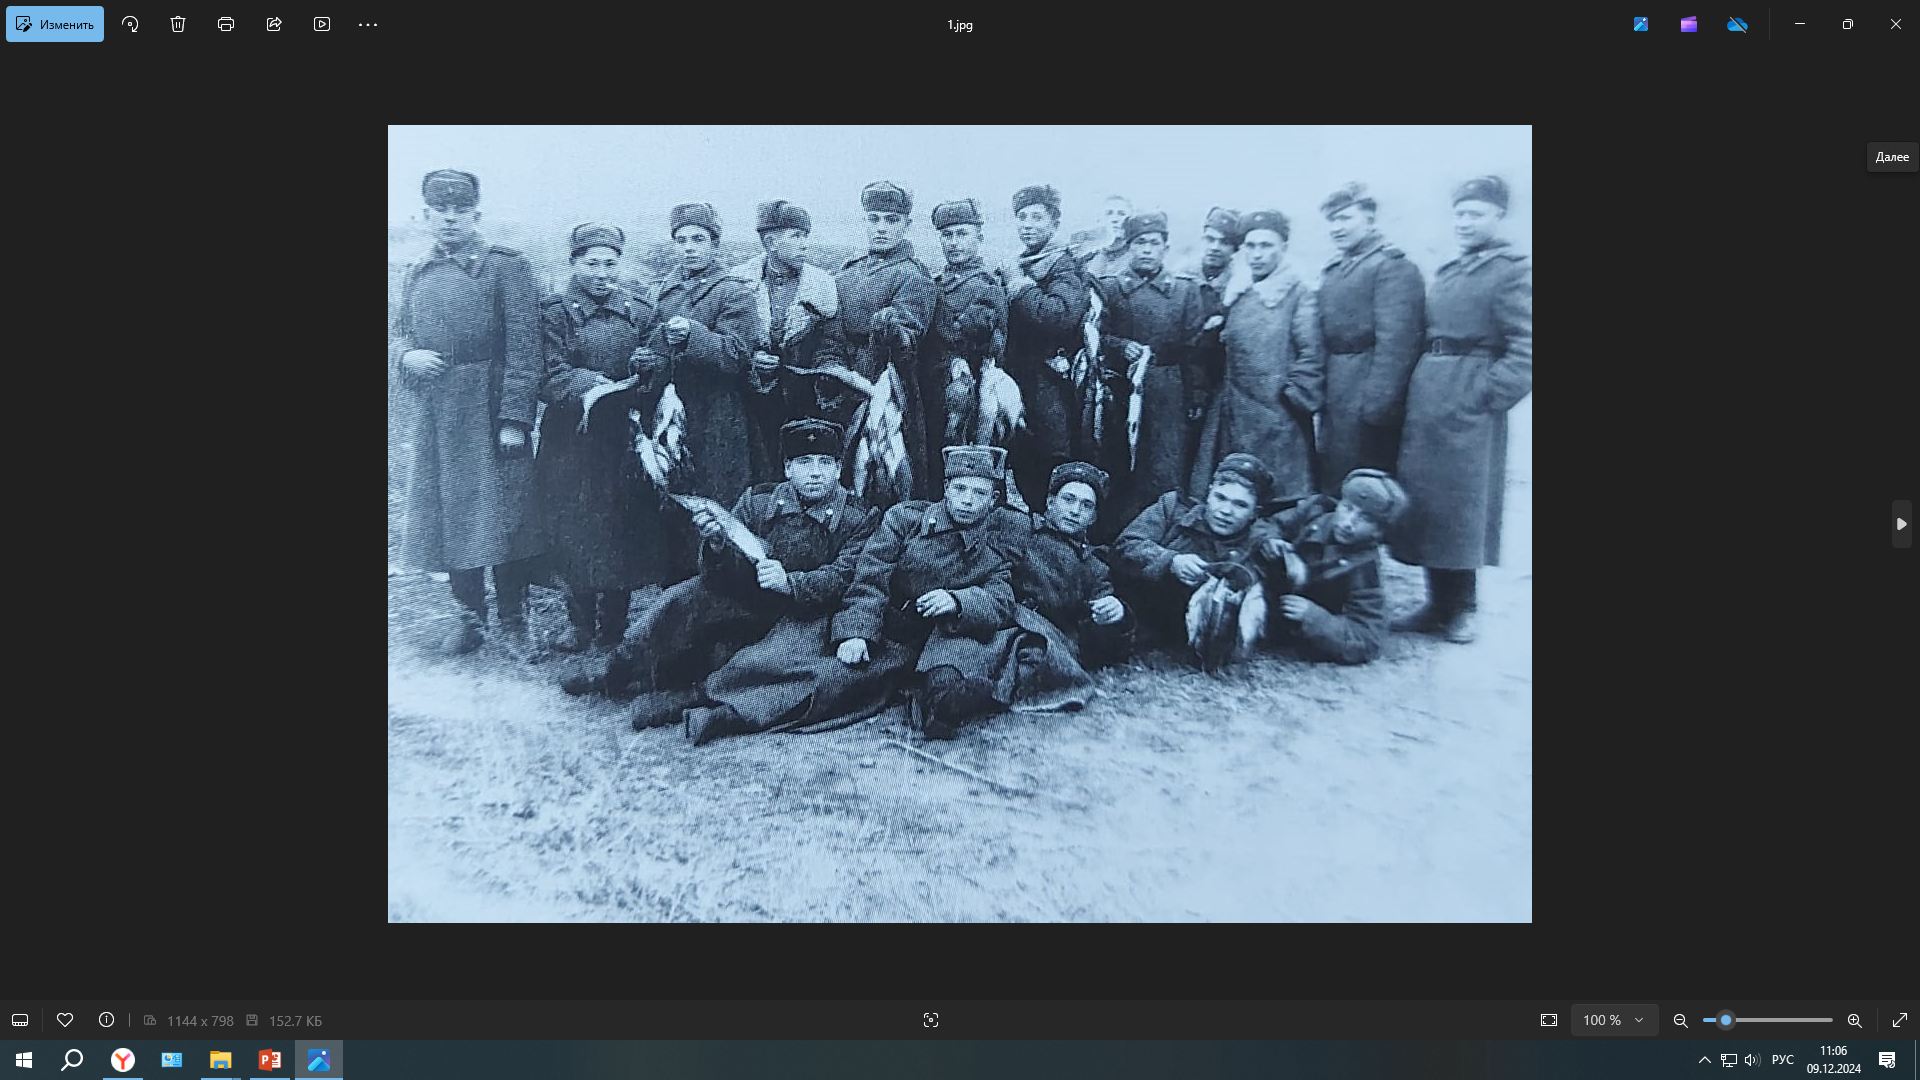 Изменить
1.jpg
Далее
1144 x 798
152.7 КБ
100 %
РУС
11:06
09.12.2024